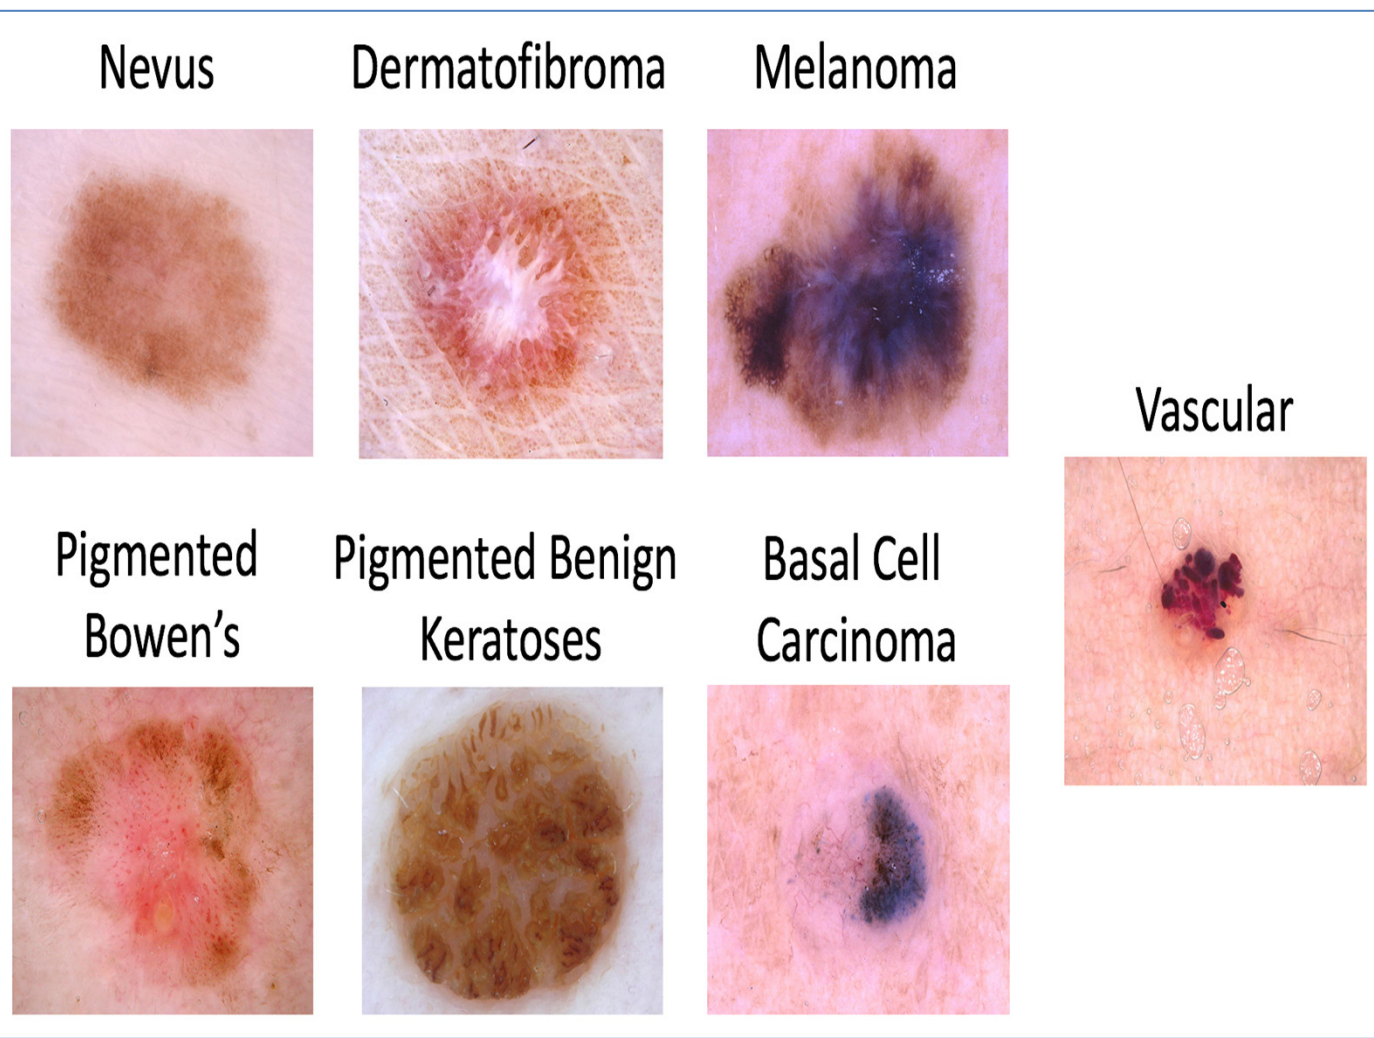 Nevus
Dermatofibroma
Melanoma
Vascular
Pigmented
Bowen’s
Pigmented Benign
Keratoses
Basal Cell
Carcinoma